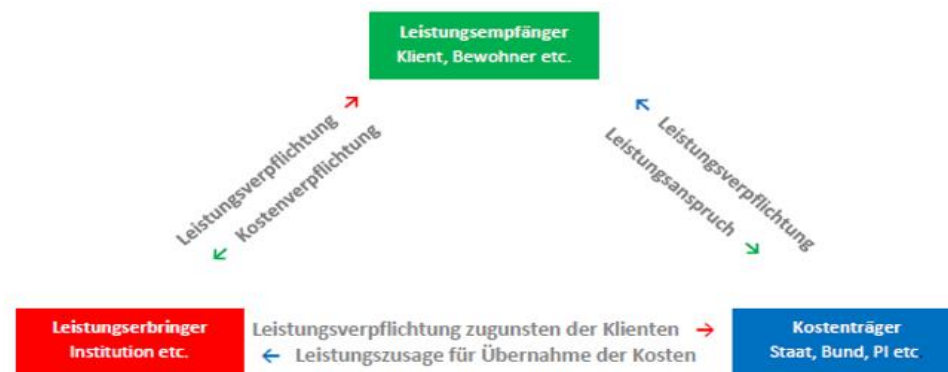 Leistungsempfänger
Klient, Bewohner etc.
Leistungsverpflichtung
Kostenverpflichtung
Leistungsverpflichtung
Leistungsanspruch
Leistungserbringer
Institution etc.
Leistungsverpflichtung zugunsten der Klienten →
← Leistungszusage für Übernahme der Kosten
Kostenträger
Staat, Bund, PI etc.